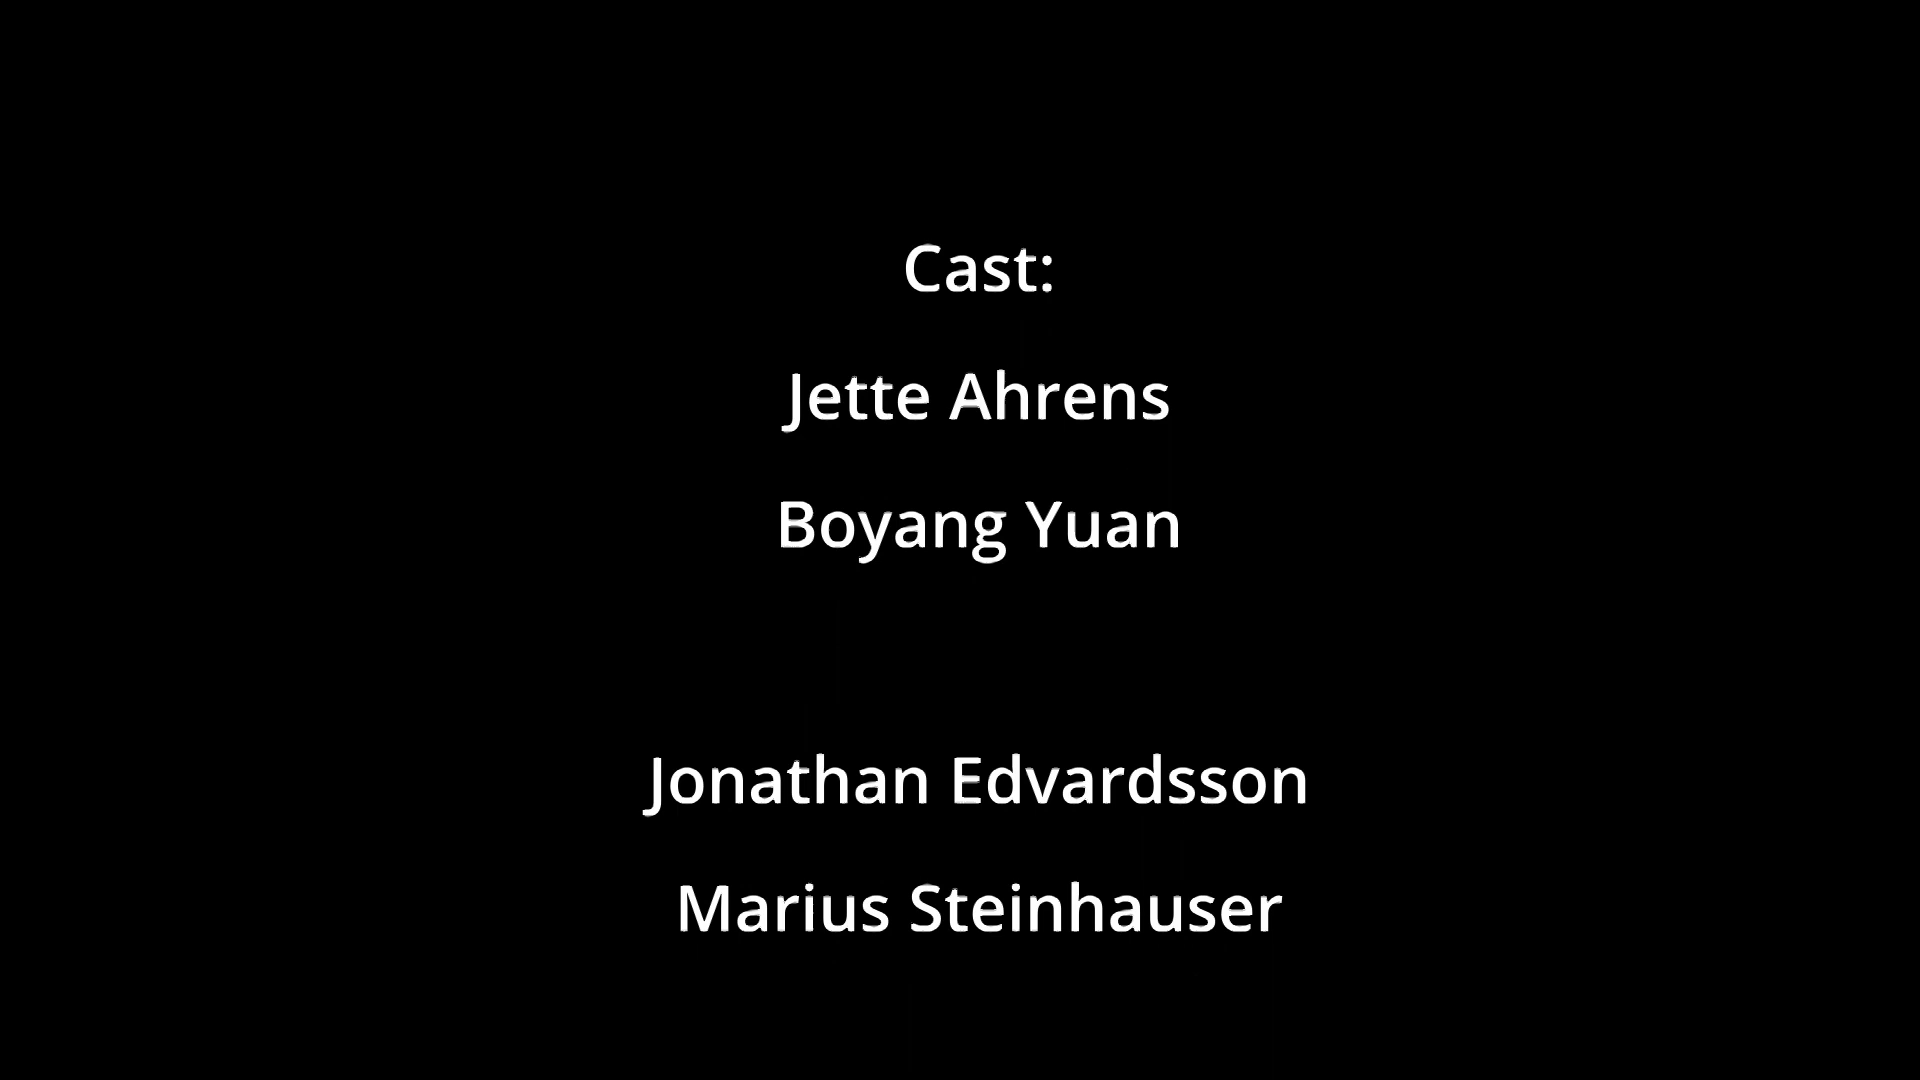 Cast:
Jette Ahrens
Boyang Yuan
Jonathan Edvardsson
Marius Steinhauser